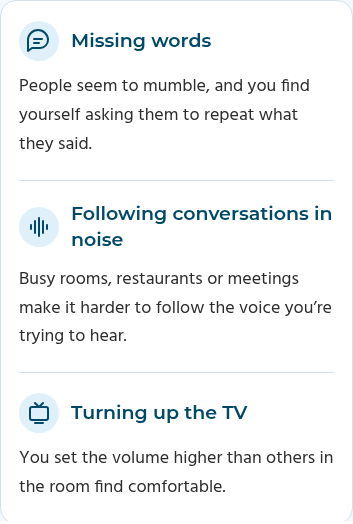 Missing words
People seem to mumble, and you find
yourself asking them to repeat what
they said.
Following conversations in
noise
Busy rooms, restaurants or meetings
make it harder to follow the voice you’re
trying to hear.
Turning up the TV
You set the volume higher than others in
the room find comfortable.